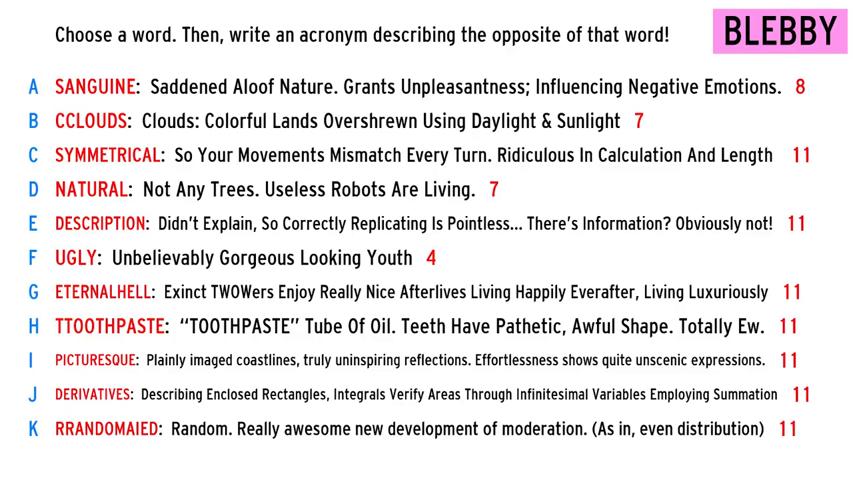 Choose a word. Then, write an acronym describing the opposite of that word!
BLEBBY
A SANGUINE: Saddened Aloof Nature. Grants Unpleasantness; Influencing Negative Emotions. 8
B CCLOUDS: Clouds: Colorful Lands Overshrewn Using Daylight & Sunlight 7
C SYMMETRICAL: So Your Movements Mismatch Every Turn. Ridiculous In Calculation And Length 11
D NATURAL: Not Any Trees. Useless Robots Are Living. 7
E DESCRIPTION: Didn't Explain, So Correctly Replicating Is Pointless... There's Information? Obviously not! 11
F UGLY: Unbelievably Gorgeous Looking Youth 4
G ETERNALHELL: Exinct TWOWers Enjoy Really Nice Afterlives Living Happily Everafter, Living Luxuriously 11
H TTOOTHPASTE: “TOOTHPASTE” Tube Of Oil. Teeth Have Pathetic, Awful Shape. Totally Ew. 11
I PICTURESQUE: Plainly imaged coastlines, truly uninspiring reflections. Effortlessness shows quite unscenic expressions. 11
J DERIVATIVES: Describing Enclosed Rectangles, Integrals Verify Areas Through Infinitesimal Variables Employing Summation 11
K RRANDOMAIED: Random. Really awesome new development of moderation. (As in, even distribution) 11